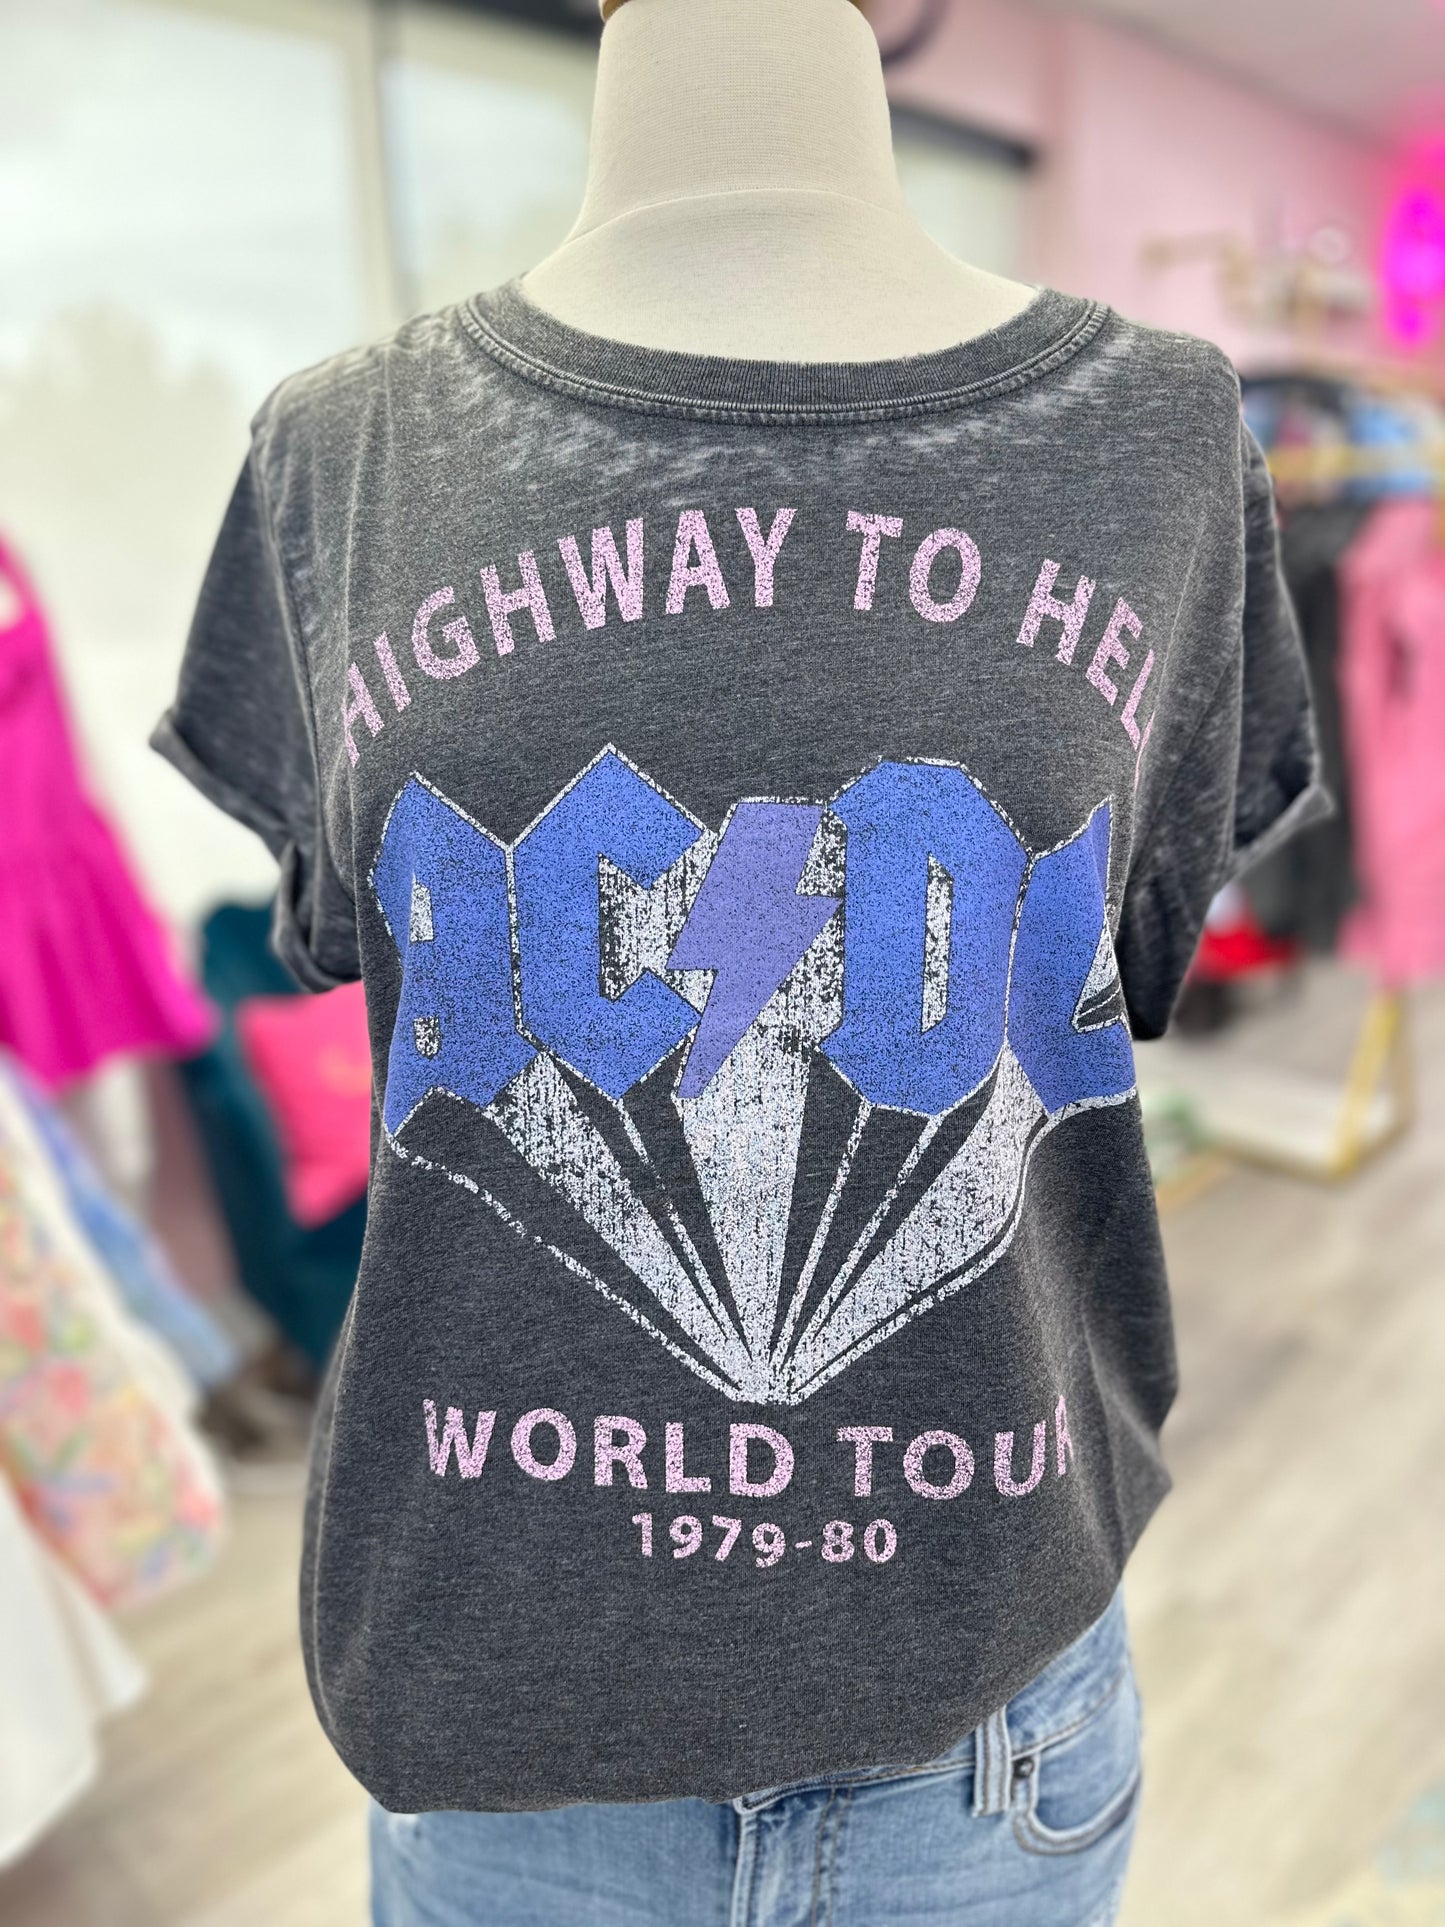 HIGHWAY TO HELL
AC⚡DC
WORLD TOUR
1979-80